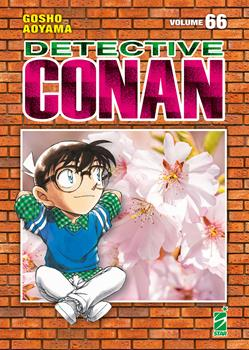 GOSHO
AOYAMA
VOLUME 66
DETECTIVE
CONAN
STAR